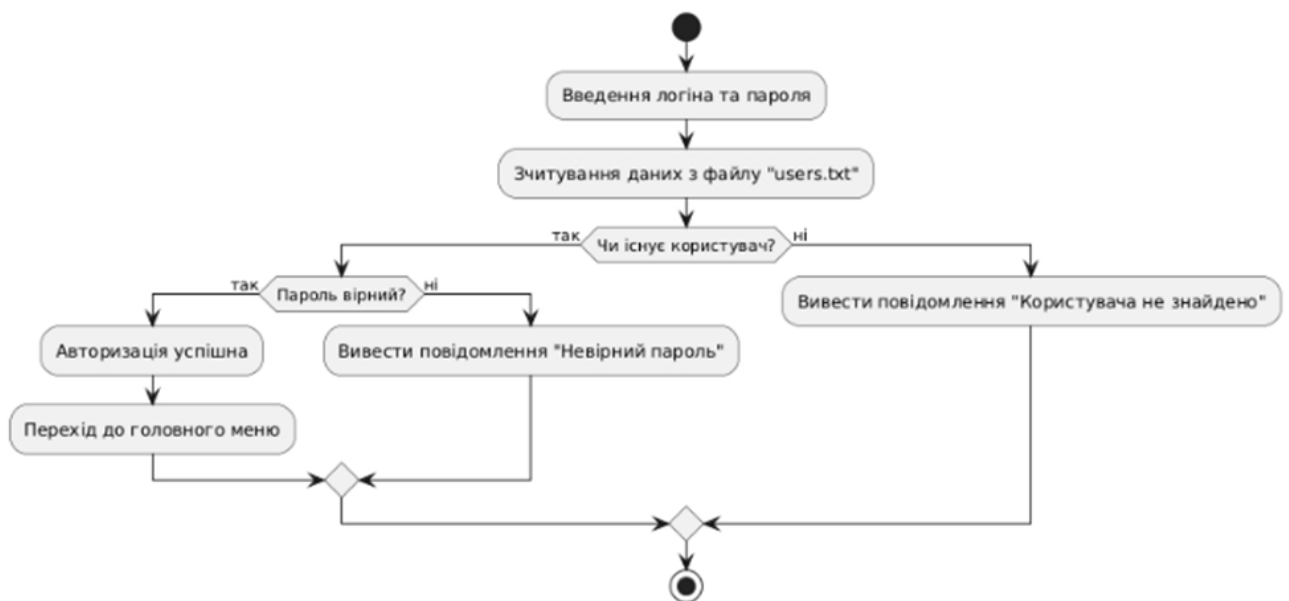 Введення логіна та пароля
Зчитування даних з файлу "users.txt"
так
Чи існує користувач?
ні
так
Пароль вірний?
ні
Вивести повідомлення "Користувача не знайдено"
Авторизація успішна
Вивести повідомлення "Невірний пароль"
Перехід до головного меню